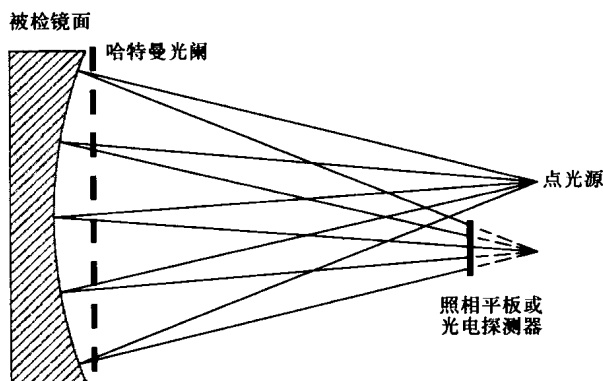 被检镜面
哈特曼光阑
点光源
照相平板或
光电探测器